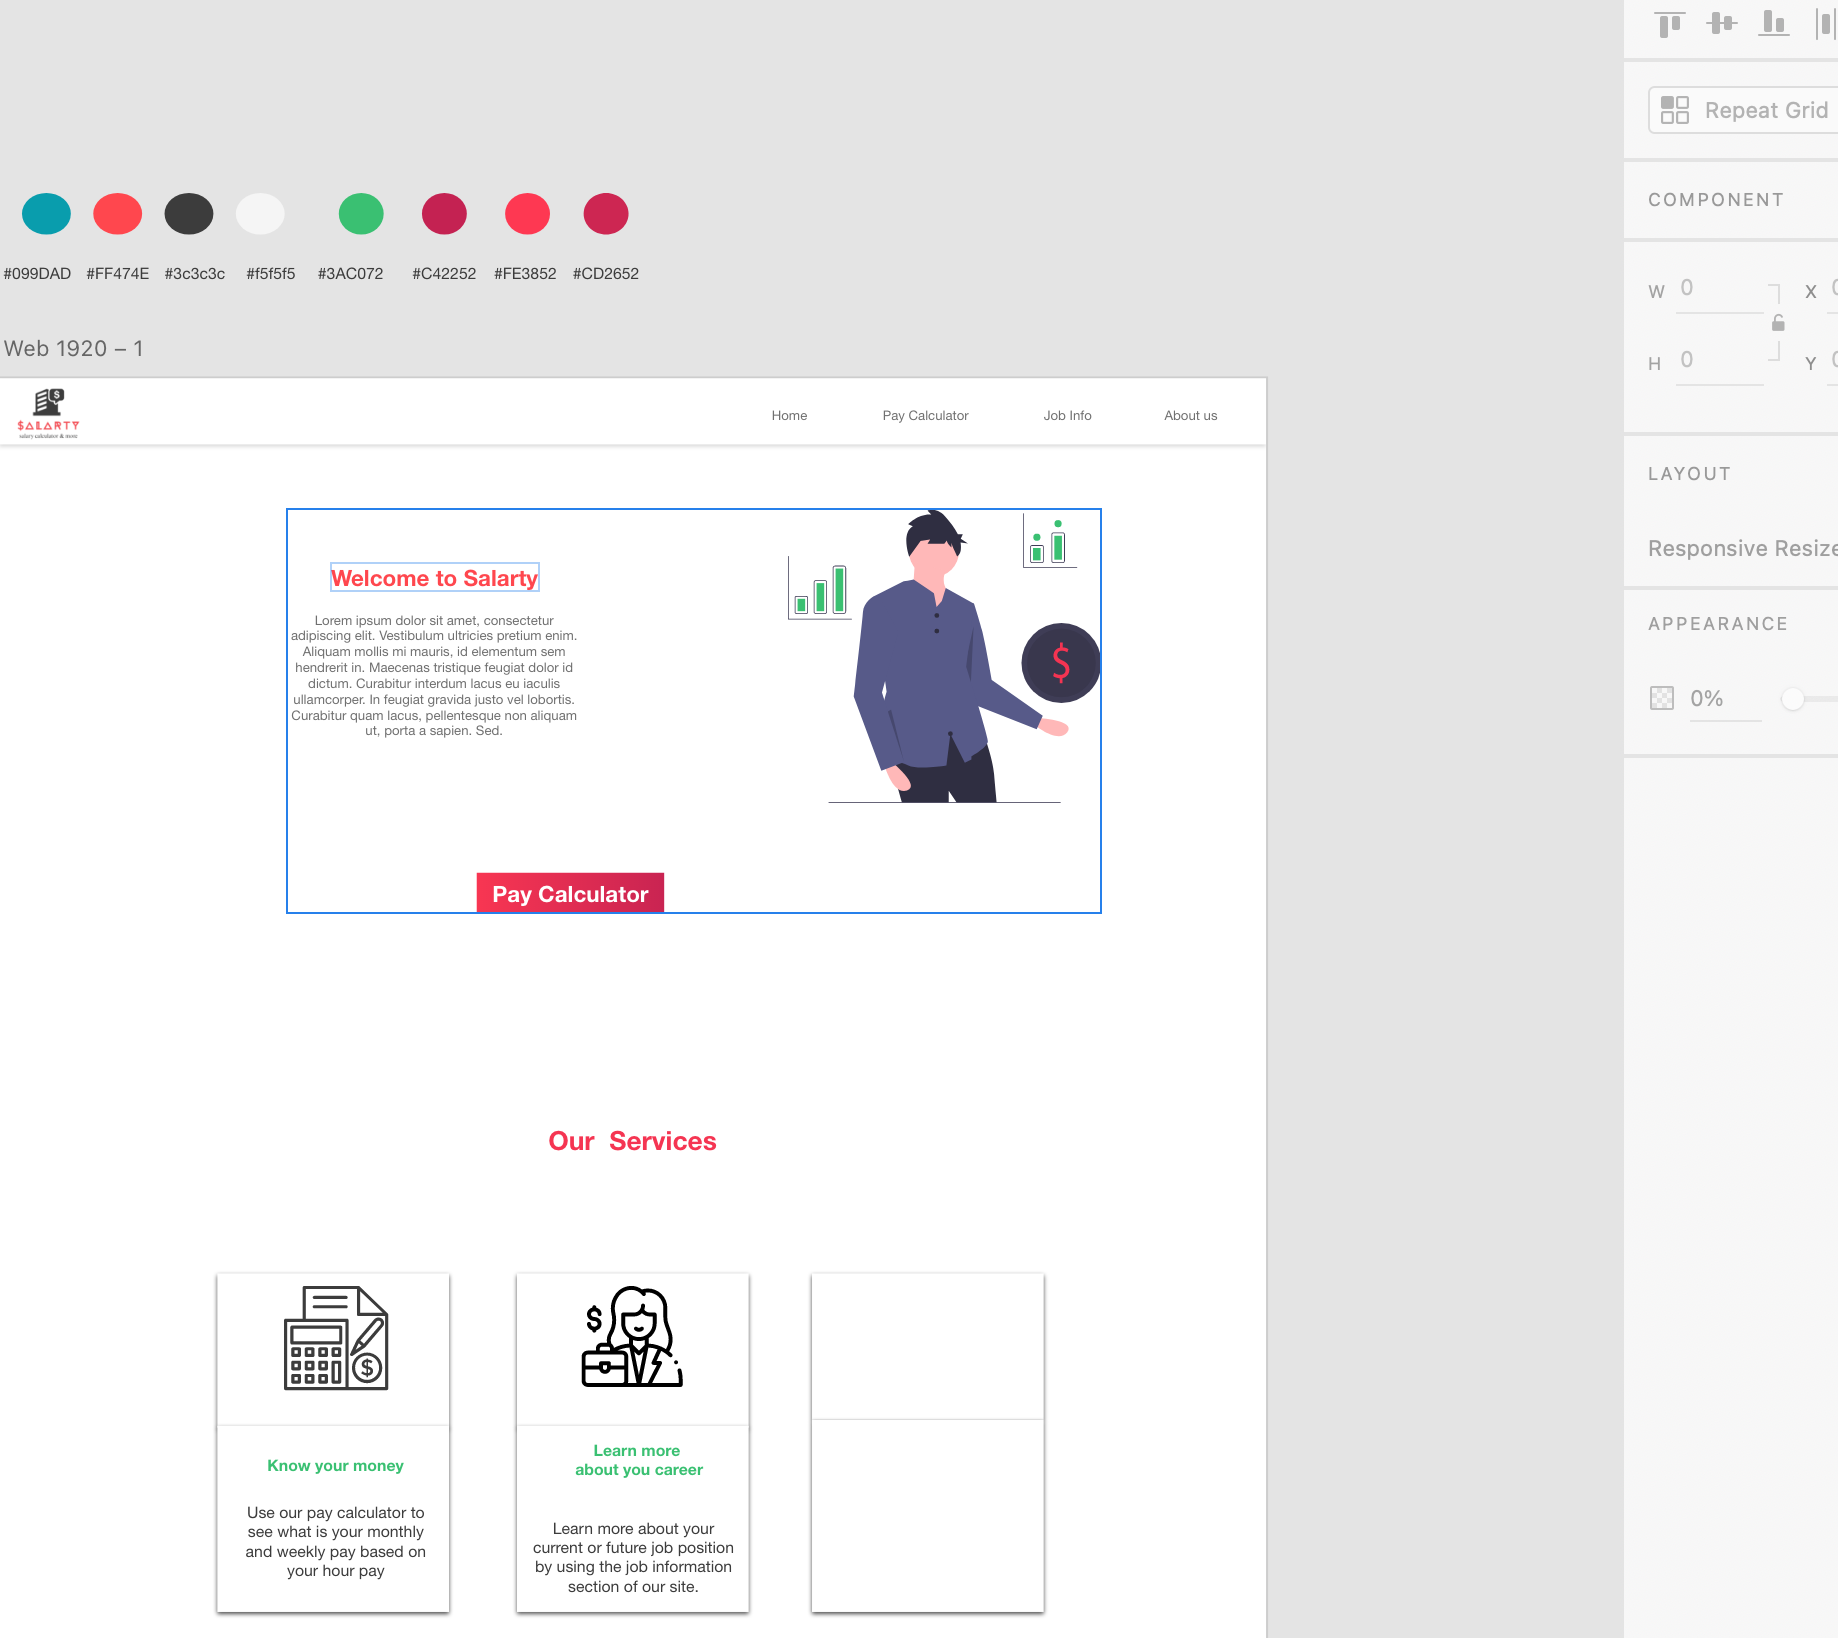 Repeat Grid
COMPONENT
W 0 X
H 0 Y
LAYOUT
Responsive Resize
APPEARANCE
0%
#099DAD #FF474E #3c3c3c #f5f5f5 #3AC072 #C42252 #FE3852 #CD2652
Web 1920 – 1
$
SALARTY
salary calculator & more
Home Pay Calculator Job Info About us
Welcome to Salarty
Lorem ipsum dolor sit amet, consectetur
adipiscing elit. Vestibulum ultricies pretium enim.
Aliquam mollis mi mauris, id elementum sem
hendrerit in. Maecenas tristique feugiat dolor id
dictum. Curabitur interdum lacus eu iaculis
ullamcorper. In feugiat gravida justo vel lobortis.
Curabitur quam lacus, pellentesque non aliquam
ut, porta a sapien. Sed.
$
Pay Calculator
Our Services
$
$
Know your money
Use our pay calculator to
see what is your monthly
and weekly pay based on
your hour pay
Learn more
about you career
Learn more about your
current or future job position
by using the job information
section of our site.